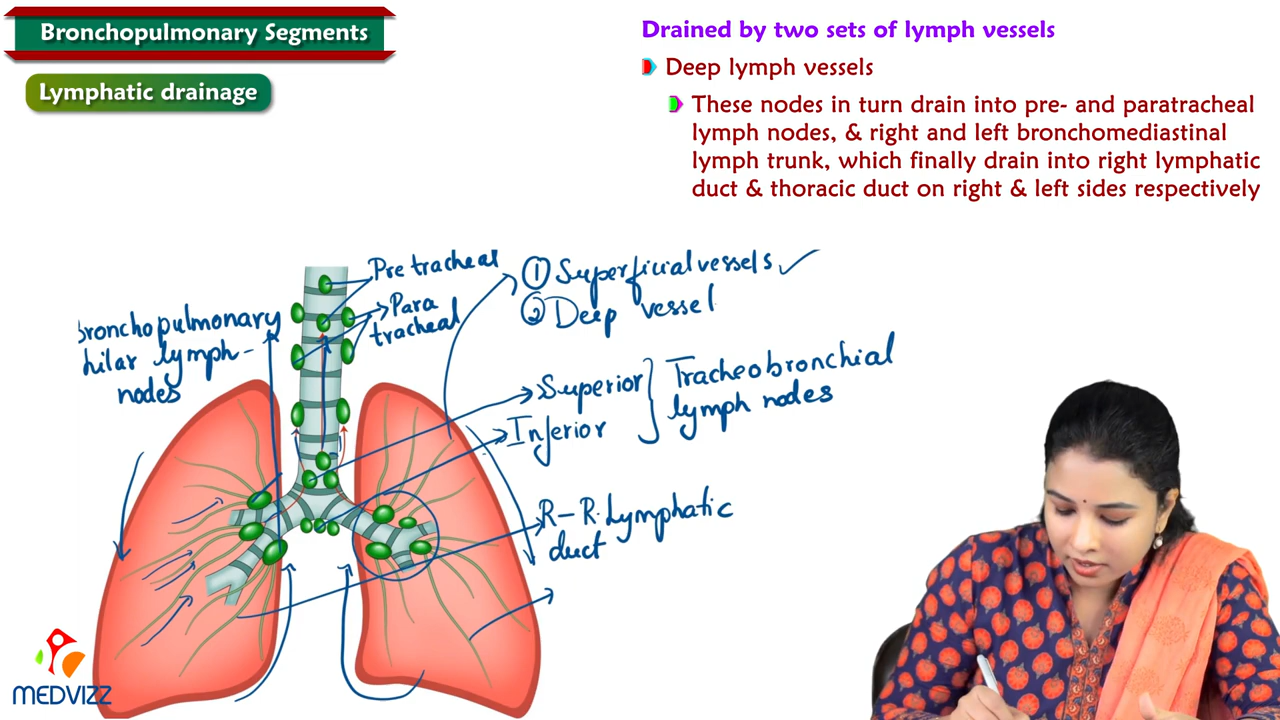 Bronchopulmonary Segments
Lymphatic drainage
Drained by two sets of lymph vessels
Deep lymph vessels
These nodes in turn drain into pre- and paratracheal
lymph nodes, & right and left bronchomediastinal
lymph trunk, which finally drain into right lymphatic
duct & thoracic duct on right & left sides respectively
Pre tracheal
Para
tracheal
① Superficial vessels ✓
② Deep vessel
Bronchopulmonary
hilar lymph-
nodes
Superior
Inferior
Tracheobronchial
lymph nodes
R- R. Lymphatic
duct
MEDVIZZ